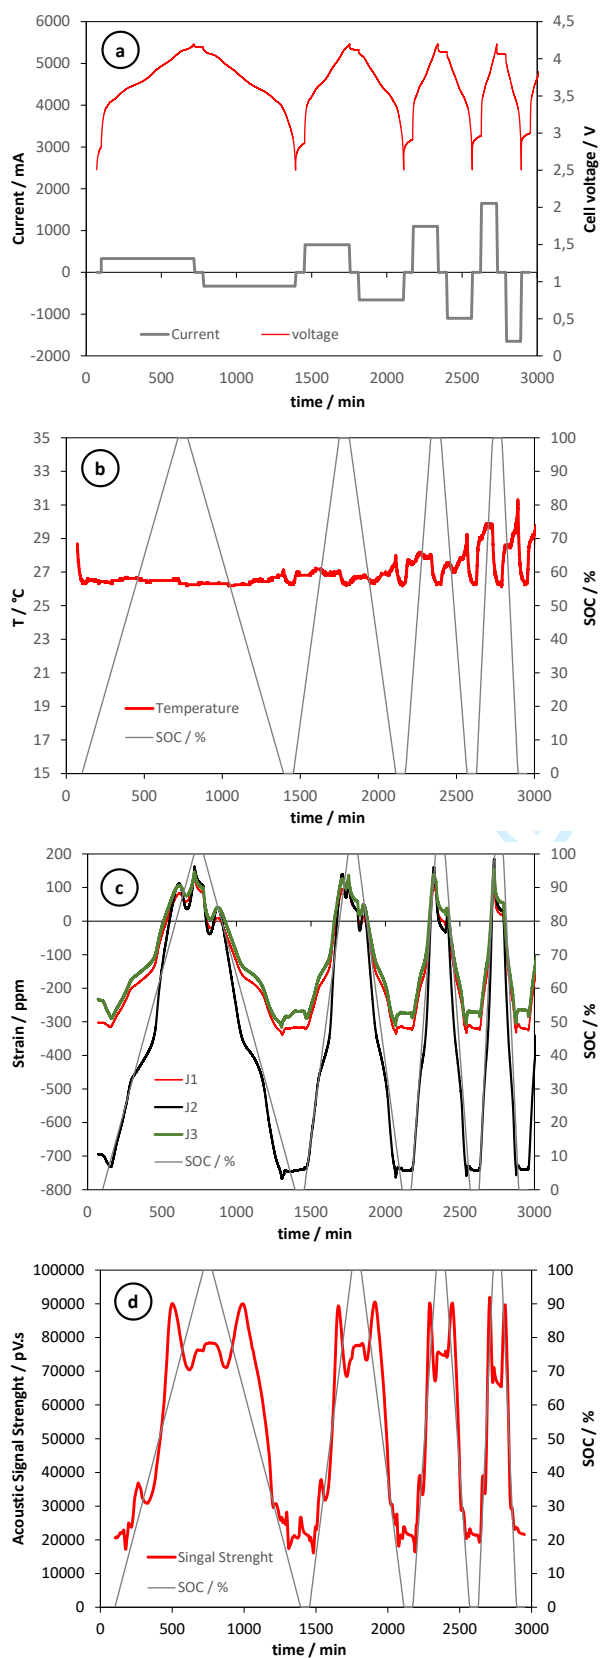 6000 4,5
a
5000 4
4000 3,5
3000 3
2000 2,5
1000 2
0 1,5
-1000 1
Current voltage
-2000 0,5
0
0 500 1000 1500 2000 2500 3000
time / min
Current / mA
Cell voltage / V
35 100
b
33 90
31 80
29 70
27 60
25 50
23 40
21 30
19 20
Temperature
17 10
SOC / %
15 0
0 500 1000 1500 2000 2500 3000
time / min
T / °C
SOC / %
200 100
c
100 90
0 80
-100 70
-200 60
-300 50
-400 40
-500 30
J1
-600 20
J2
J3
-700 10
SOC / %
-800 0
0 500 1000 1500 2000 2500 3000
time / min
Strain / ppm
SOC / %
100000 100
d
90000 90
80000 80
70000 70
60000 60
50000 50
40000 40
30000 30
20000 20
Singal Strenght
10000 10
SOC / %
0 0
0 500 1000 1500 2000 2500 3000
time / min
Acoustic Signal Strenght / pV.s
SOC / %